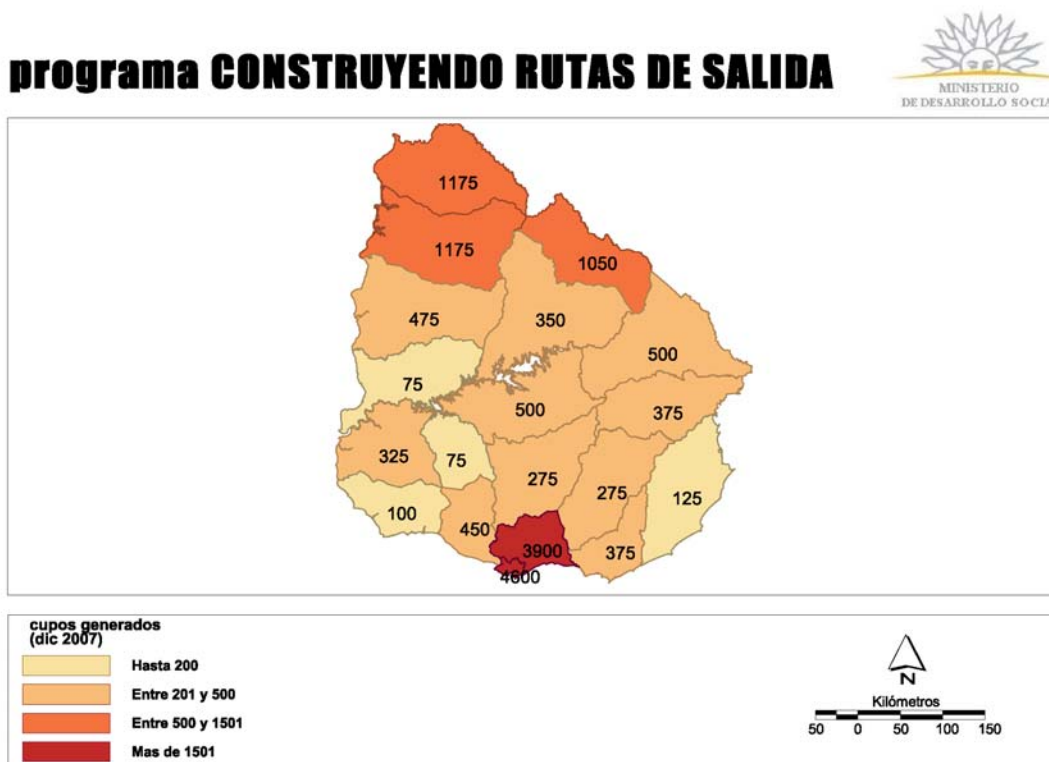 programa CONSTRUYENDO RUTAS DE SALIDA
MINISTERIO
DE DESARROLLO SOCIA
1175
1175
1050
475
350
500
75
500
375
325
75
275
275
125
100
450
3900
375
4600
cupos generados
(dic 2007)
Hasta 200
Entre 201 y 500
Entre 500 y 1501
Mas de 1501
N
Kilómetros
50 0 50 100 150